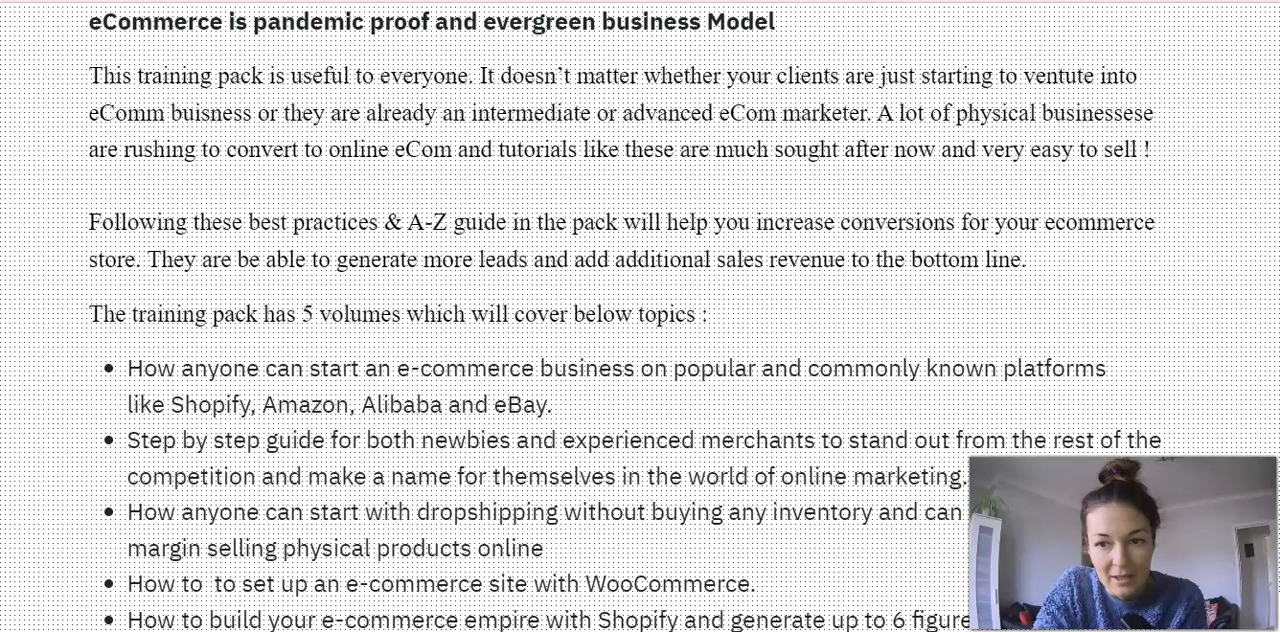 eCommerce is pandemic proof and evergreen business Model
This training pack is useful to everyone. It doesn’t matter whether your clients are just starting to ventute into
eComm buisness or they are already an intermediate or advanced eCom marketer. A lot of physical businessese
are rushing to convert to online eCom and tutorials like these are much sought after now and very easy to sell !
Following these best practices & A-Z guide in the pack will help you increase conversions for your ecommerce
store. They are be able to generate more leads and add additional sales revenue to the bottom line.
The training pack has 5 volumes which will cover below topics :
• How anyone can start an e-commerce business on popular and commonly known platforms
like Shopify, Amazon, Alibaba and eBay.
• Step by step guide for both newbies and experienced merchants to stand out from the rest of the
competition and make a name for themselves in the world of online marketing.
• How anyone can start with dropshipping without buying any inventory and can
margin selling physical products online
• How to  to set up an e-commerce site with WooCommerce.
• How to build your e-commerce empire with Shopify and generate up to 6 figure